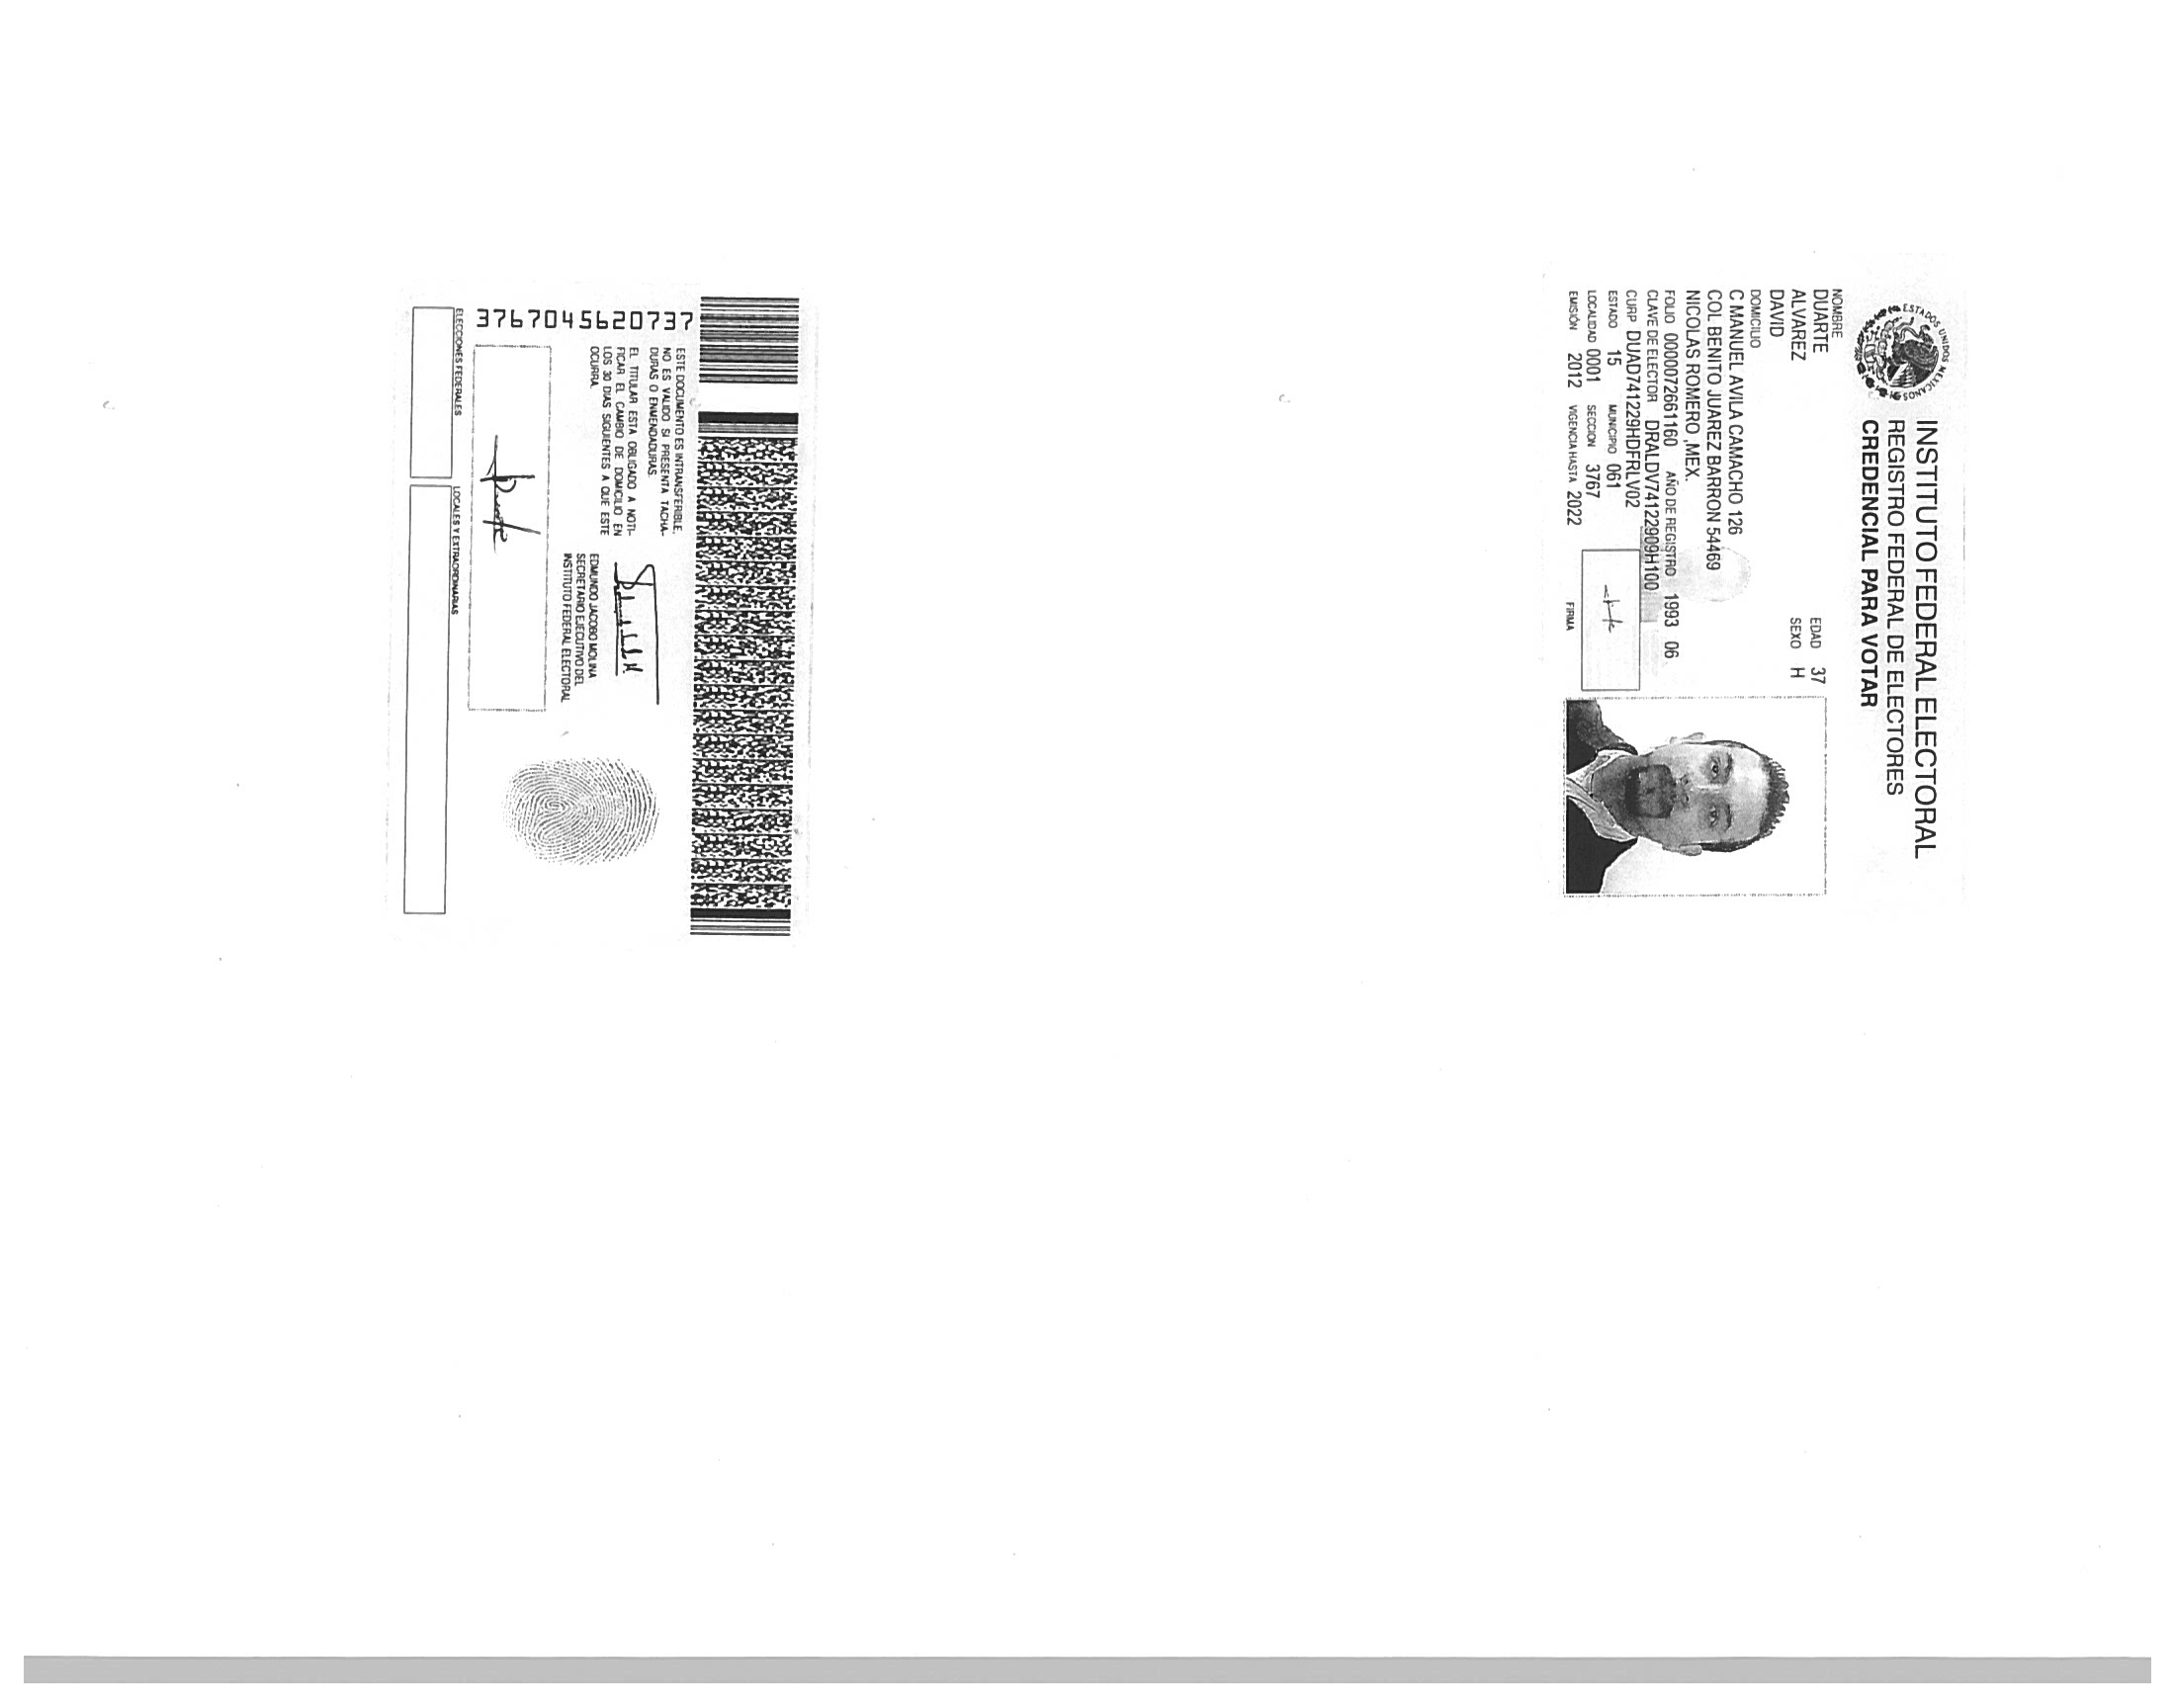 ESTADOS UNIDOS MEXICANOS
INSTITUTO FEDERAL ELECTORAL
REGISTRO FEDERAL DE ELECTORES
CREDENCIAL PARA VOTAR
NOMBRE
DUARTE
ALVAREZ
DAVID
EDAD 37
SEXO H
DOMICILIO
C MANUEL AVILA CAMACHO 126
COL BENITO JUAREZ BARRON 54469
NICOLAS ROMERO ,MEX.
FOLIO 0000072661160 AÑO DE REGISTRO 1993 06
CLAVE DE ELECTOR DRALDV74122909H100
CURP DUAD741229HDFRLV02
ESTADO 15 MUNICIPIO 061
LOCALIDAD 0001 SECCION 3767
EMISIÓN 2012 VIGENCIA HASTA 2022
FIRMA
3767045620737
ESTE DOCUMENTO ES INTRANSFERIBLE.
NO ES VALIDO SI PRESENTA TACHA-
DURAS O ENMENDADURAS.
EL TITULAR ESTA OBLIGADO A NOTI-
FICAR EL CAMBIO DE DOMICILIO EN
LOS 30 DIAS SIGUIENTES A QUE ESTE
OCURRA.
EDMUNDO JACOBO MOLINA
SECRETARIO EJECUTIVO DEL
INSTITUTO FEDERAL ELECTORAL
ELECCIONES FEDERALES
LOCALES Y EXTRAORDINARIAS